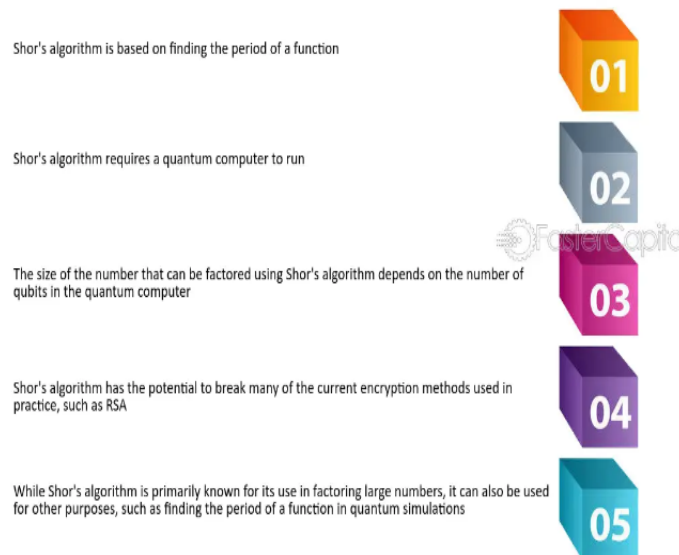 Shor's algorithm is based on finding the period of a function
01
Shor's algorithm requires a quantum computer to run
02
FasterCapital
The size of the number that can be factored using Shor's algorithm depends on the number of
qubits in the quantum computer
03
Shor's algorithm has the potential to break many of the current encryption methods used in
practice, such as RSA
04
While Shor's algorithm is primarily known for its use in factoring large numbers, it can also be used
for other purposes, such as finding the period of a function in quantum simulations
05